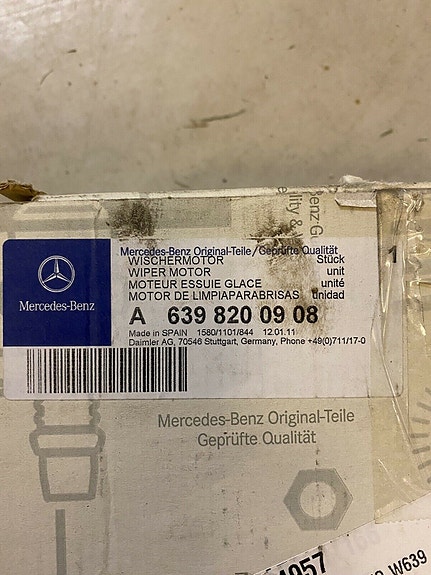 Mercedes-Benz Original-Teile/Geprüfte Qualität
WISCHERMOTOR Stück
WIPER MOTOR unit
MOTEUR ESSUIE GLACE unité
MOTOR DE LIMPIAPARABRISAS unidad
1
Mercedes-Benz
A 639 820 09 08
Made in SPAIN 1580/1101/844 12.01.11
Daimler AG, 70546 Stuttgart, Germany, Phone +49(0)711/17-0
Mercedes-Benz Original-Teile
Geprüfte Qualität
W639